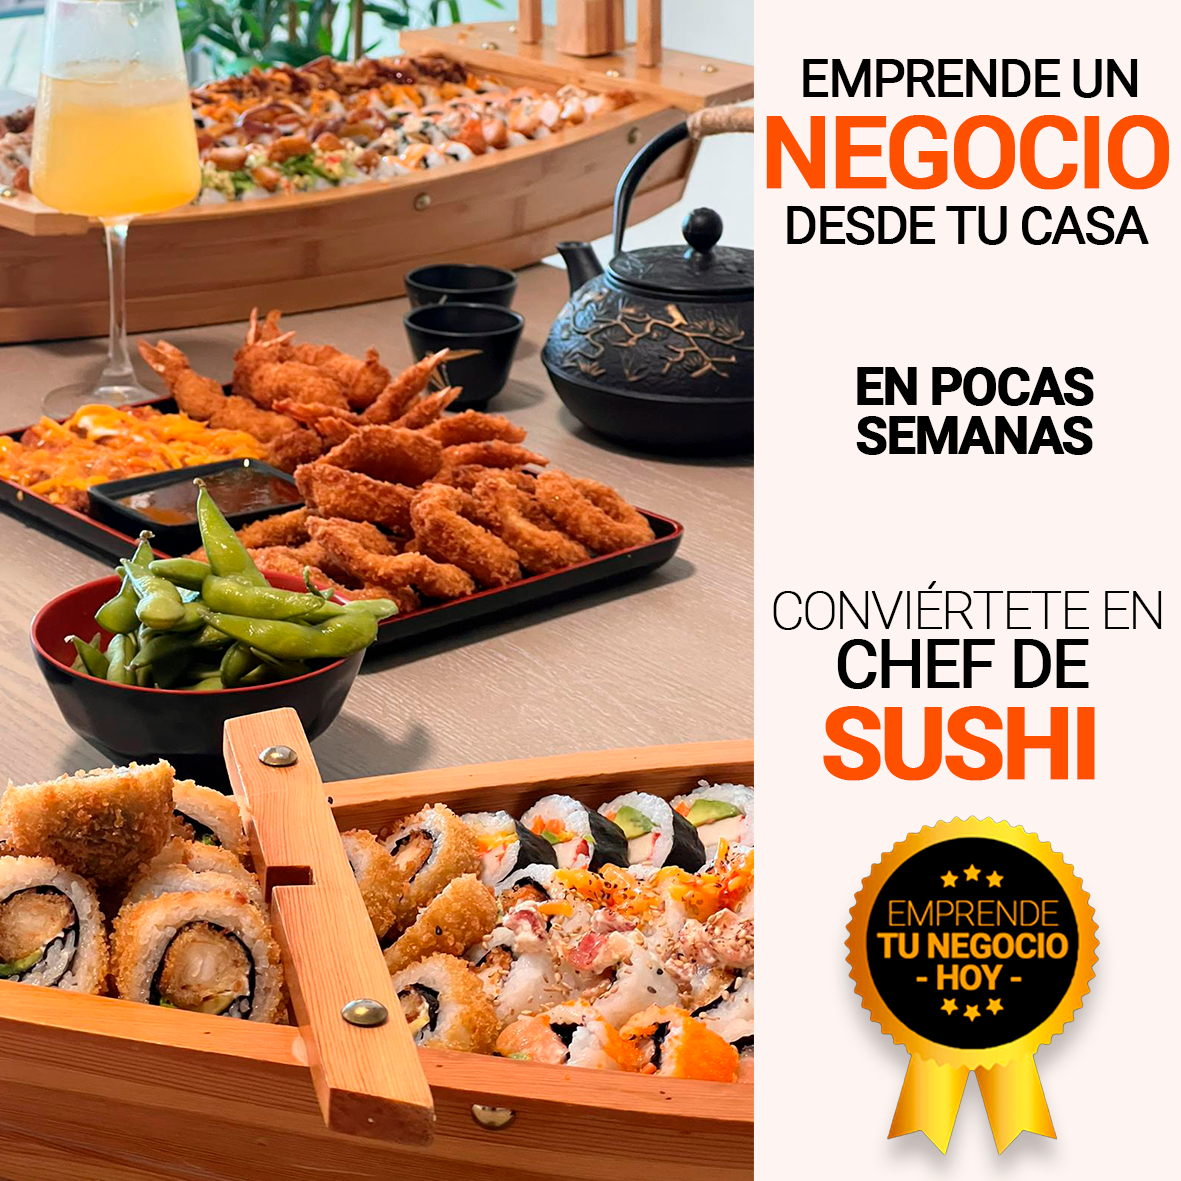 EMPRENDE UN
NEGOCIO
DESDE TU CASA
EN POCAS
SEMANAS
CONVIÉRTETE EN
CHEF DE
SUSHI
EMPRENDE
TU NEGOCIO
- HOY -